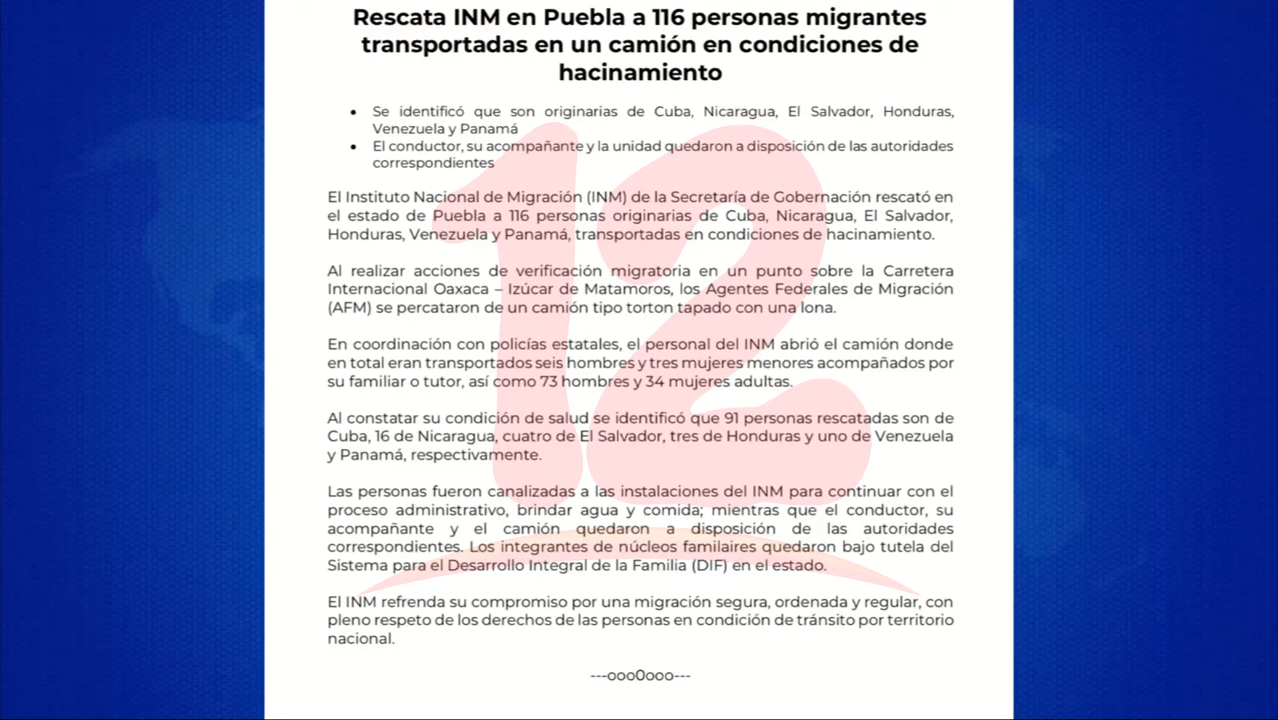 Rescata INM en Puebla a 116 personas migrantes
transportadas en un camión en condiciones de
hacinamiento
• Se identificó que son originarias de Cuba, Nicaragua, El Salvador, Honduras,
Venezuela y Panamá
• El conductor, su acompañante y la unidad quedaron a disposición de las autoridades
correspondientes
El Instituto Nacional de Migración (INM) de la Secretaría de Gobernación rescató en
el estado de Puebla a 116 personas originarias de Cuba, Nicaragua, El Salvador,
Honduras, Venezuela y Panamá, transportadas en condiciones de hacinamiento.
Al realizar acciones de verificación migratoria en un punto sobre la Carretera
Internacional Oaxaca – Izúcar de Matamoros, los Agentes Federales de Migración
(AFM) se percataron de un camión tipo torton tapado con una lona.
En coordinación con policías estatales, el personal del INM abrió el camión donde
en total eran transportados seis hombres y tres mujeres menores acompañados por
su familiar o tutor, así como 73 hombres y 34 mujeres adultas.
Al constatar su condición de salud se identificó que 91 personas rescatadas son de
Cuba, 16 de Nicaragua, cuatro de El Salvador, tres de Honduras y uno de Venezuela
y Panamá, respectivamente.
Las personas fueron canalizadas a las instalaciones del INM para continuar con el
proceso administrativo, brindar agua y comida; mientras que el conductor, su
acompañante y el camión quedaron a disposición de las autoridades
correspondientes. Los integrantes de núcleos familaires quedaron bajo tutela del
Sistema para el Desarrollo Integral de la Familia (DIF) en el estado.
El INM refrenda su compromiso por una migración segura, ordenada y regular, con
pleno respeto de los derechos de las personas en condición de tránsito por territorio
nacional.
---ooo0ooo---
12